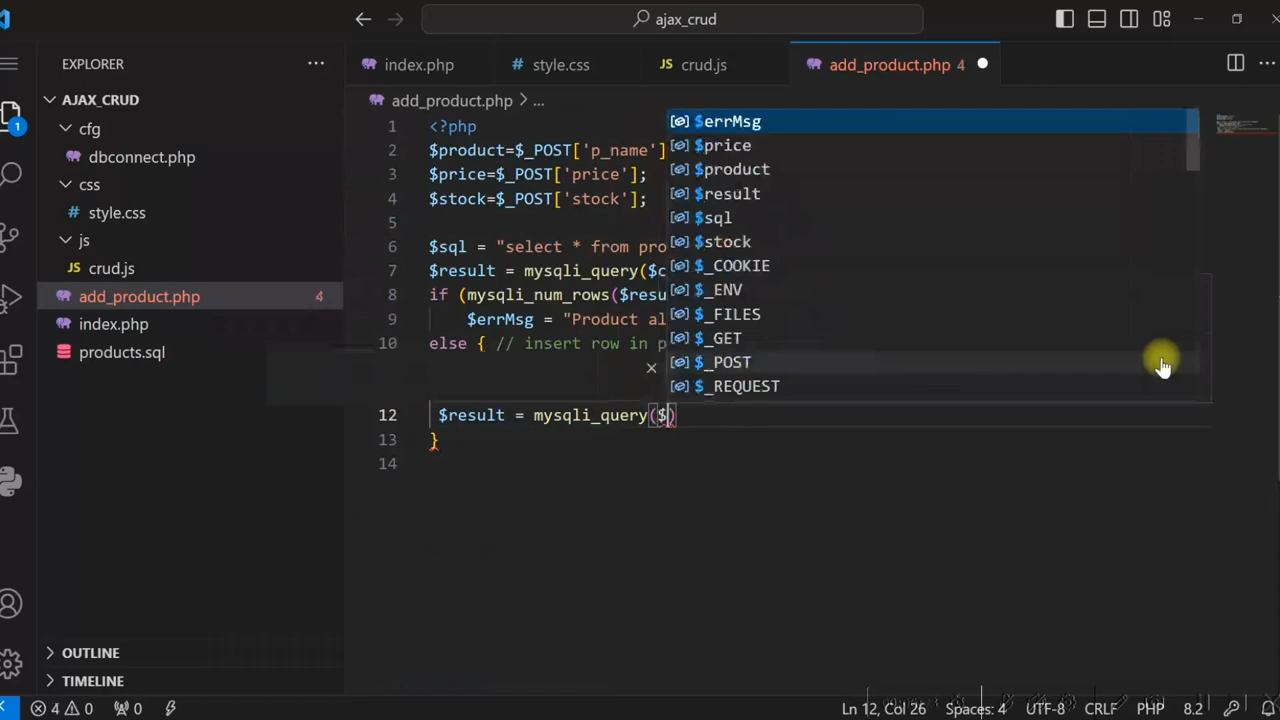 ajax_crud
EXPLORER
index.php
style.css
JS crud.js
add_product.php 4
AJAX_CRUD
add_product.php > ...
cfg
dbconnect.php
css
style.css
js
JS crud.js
add_product.php 4
index.php
products.sql
1 <?php
2 $product=$_POST['p_name']
3 $price=$_POST['price'];
4 $stock=$_POST['stock'];
5
6 $sql = "select * from pro
7 $result = mysqli_query($c
8 if (mysqli_num_rows($resu
9 $errMsg = "Product al
10 else { // insert row in p
12 $result = mysqli_query($)
13 }
14
$errMsg
$price
$product
$result
$sql
$stock
$_COOKIE
$_ENV
$_FILES
$_GET
$_POST
$_REQUEST
OUTLINE
TIMELINE
4 0 0 Ln 12, Col 26 Spaces: 4 UTF-8 CRLF PHP 8.2
1